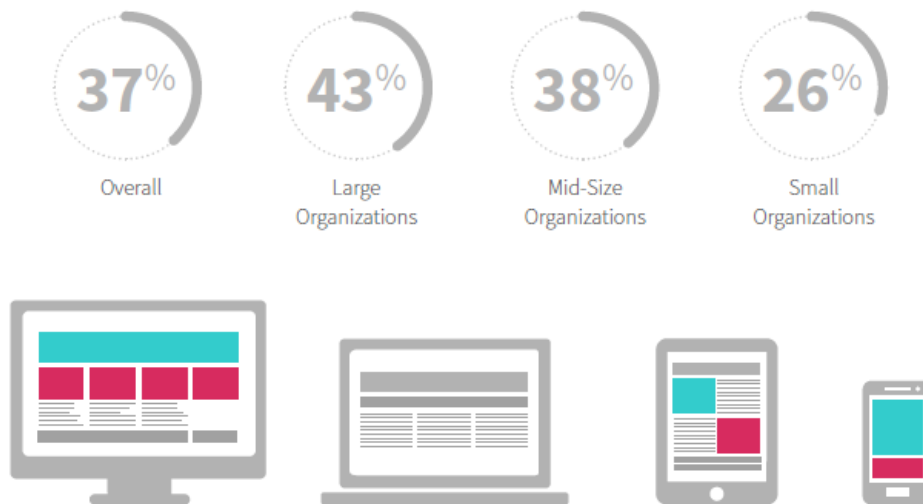 37% 43% 38% 26%
Overall Large Mid-Size Small
Organizations Organizations Organizations